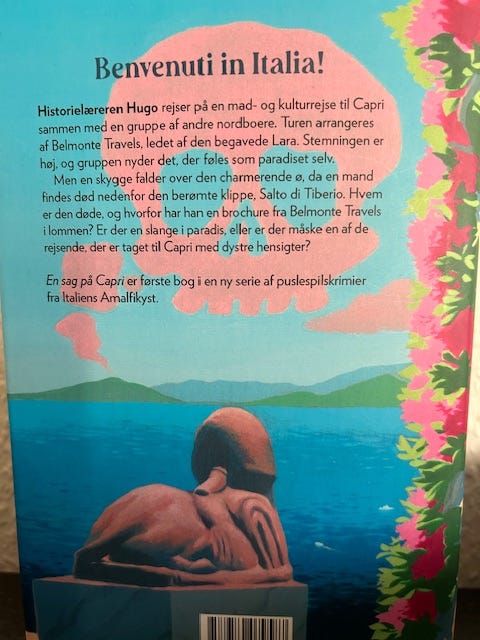 Benvenuti in Italia!
Historielæreren Hugo rejser på en mad- og kulturrejse til Capri
sammen med en gruppe af andre nordboere. Turen arrangeres
af Belmonte Travels, ledet af den begavede Lara. Stemningen er
høj, og gruppen nyder det, der føles som paradiset selv.
Men en skygge falder over den charmerende ø, da en mand
findes død nedenfor den berømte klippe, Salto di Tiberio. Hvem
er den døde, og hvorfor har han en brochure fra Belmonte Travels
i lommen? Er der en slange i paradis, eller er der måske en af de
rejsende, der er taget til Capri med dystre hensigter?
En sag på Capri er første bog i en ny serie af puslespilskrimier
fra Italiens Amalfikyst.